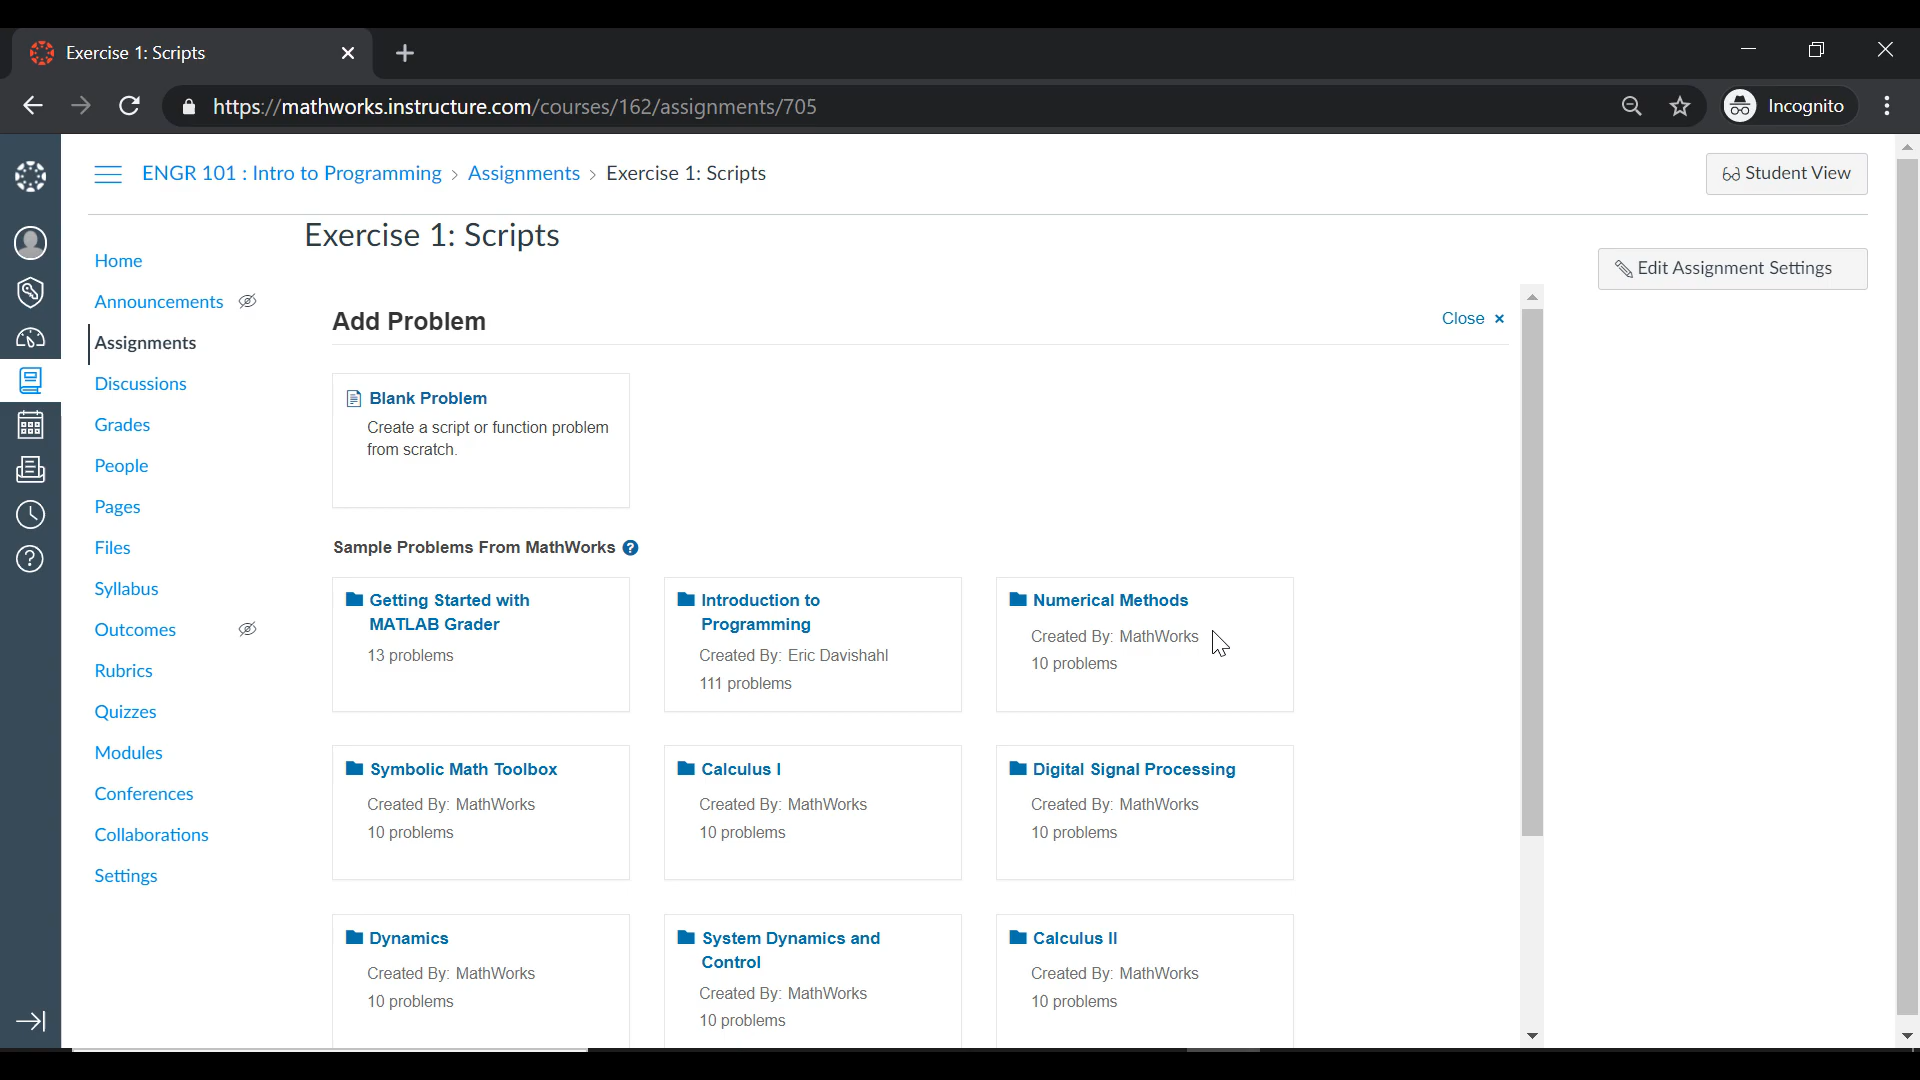 Exercise 1: Scripts
https://mathworks.instructure.com/courses/162/assignments/705
Incognito
ENGR 101 : Intro to Programming > Assignments > Exercise 1: Scripts
Student View
Exercise 1: Scripts
Edit Assignment Settings
Home
Announcements
Assignments
Discussions
Grades
People
Pages
Files
Syllabus
Outcomes
Rubrics
Quizzes
Modules
Conferences
Collaborations
Settings
Add Problem
Close ×
Blank Problem
Create a script or function problem
from scratch.
Sample Problems From MathWorks ?
Getting Started with
MATLAB Grader
13 problems
Introduction to
Programming
Created By: Eric Davishahl
111 problems
Numerical Methods
Created By: MathWorks
10 problems
Symbolic Math Toolbox
Created By: MathWorks
10 problems
Calculus I
Created By: MathWorks
10 problems
Digital Signal Processing
Created By: MathWorks
10 problems
Dynamics
Created By: MathWorks
10 problems
System Dynamics and
Control
Created By: MathWorks
10 problems
Calculus II
Created By: MathWorks
10 problems